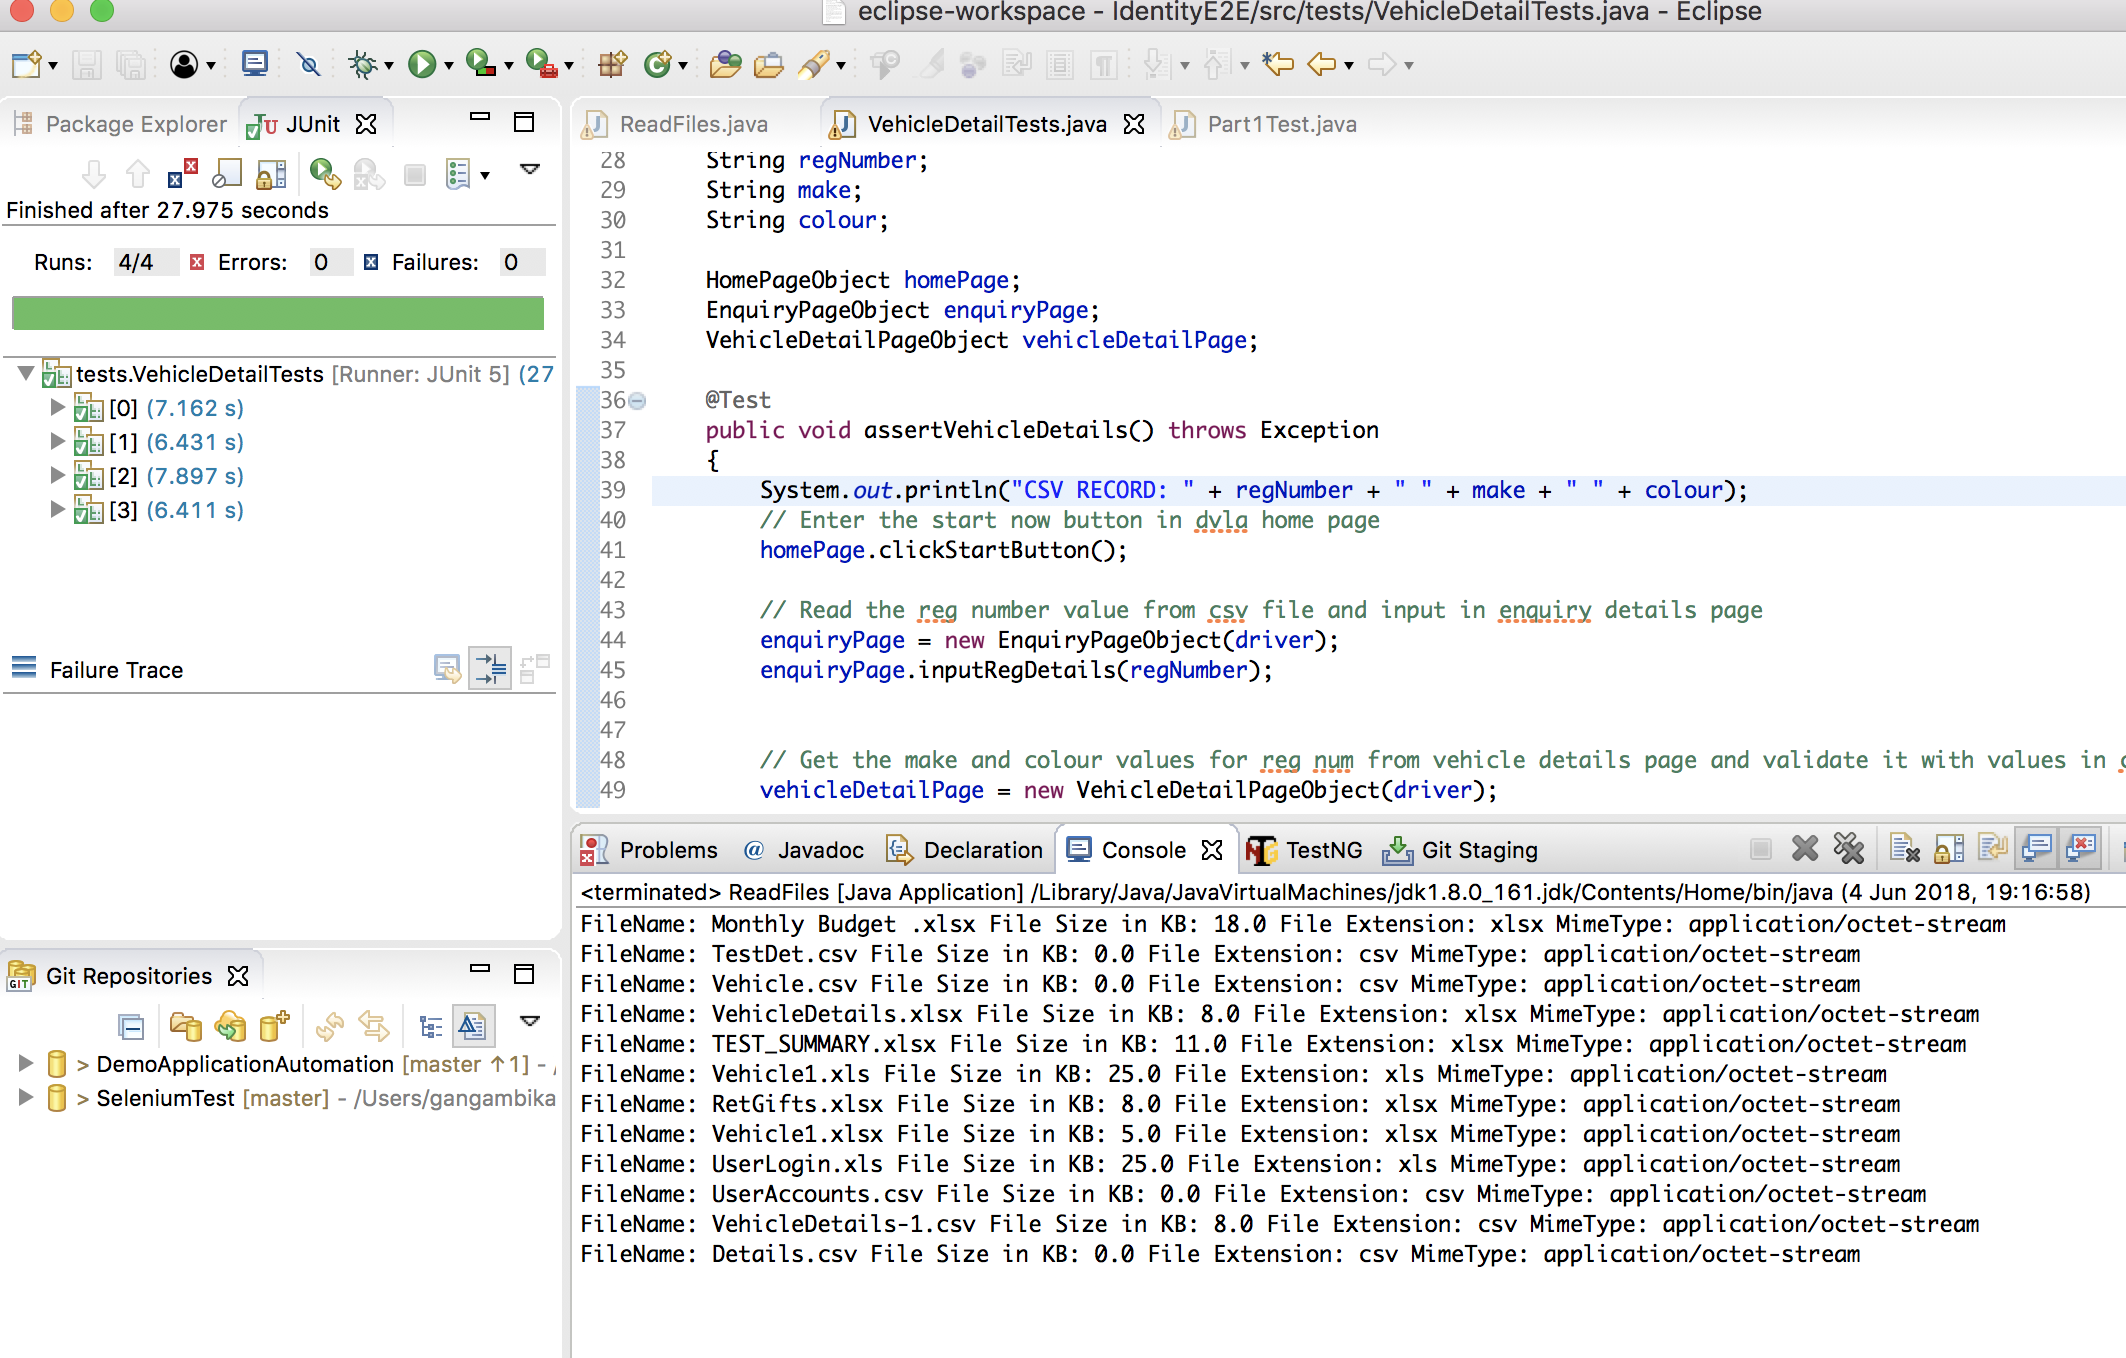 eclipse-workspace - IdentityE2E/src/tests/VehicleDetailTests.java - Eclipse
Package Explorer
JUnit
Finished after 27.975 seconds
Runs: 4/4 Errors: 0 Failures: 0
tests.VehicleDetailTests [Runner: JUnit 5] (27
[0] (7.162 s)
[1] (6.431 s)
[2] (7.897 s)
[3] (6.411 s)
Failure Trace
Git Repositories
> DemoApplicationAutomation [master ↑1] - /
> SeleniumTest [master] - /Users/gangambika
ReadFiles.java
VehicleDetailTests.java
Part1Test.java
28 String regNumber;
29 String make;
30 String colour;
31
32 HomePageObject homePage;
33 EnquiryPageObject enquiryPage;
34 VehicleDetailPageObject vehicleDetailPage;
35
36 @Test
37 public void assertVehicleDetails() throws Exception
38 {
39 System.out.println("CSV RECORD: " + regNumber + " " + make + " " + colour);
40 // Enter the start now button in dvla home page
41 homePage.clickStartButton();
42
43 // Read the reg number value from csv file and input in enquiry details page
44 enquiryPage = new EnquiryPageObject(driver);
45 enquiryPage.inputRegDetails(regNumber);
46
47
48 // Get the make and colour values for reg num from vehicle details page and validate it with values in c
49 vehicleDetailPage = new VehicleDetailPageObject(driver);
Problems @ Javadoc Declaration Console TestNG Git Staging
<terminated> ReadFiles [Java Application] /Library/Java/JavaVirtualMachines/jdk1.8.0_161.jdk/Contents/Home/bin/java (4 Jun 2018, 19:16:58)
FileName: Monthly Budget .xlsx File Size in KB: 18.0 File Extension: xlsx MimeType: application/octet-stream
FileName: TestDet.csv File Size in KB: 0.0 File Extension: csv MimeType: application/octet-stream
FileName: Vehicle.csv File Size in KB: 0.0 File Extension: csv MimeType: application/octet-stream
FileName: VehicleDetails.xlsx File Size in KB: 8.0 File Extension: xlsx MimeType: application/octet-stream
FileName: TEST_SUMMARY.xlsx File Size in KB: 11.0 File Extension: xlsx MimeType: application/octet-stream
FileName: Vehicle1.xls File Size in KB: 25.0 File Extension: xls MimeType: application/octet-stream
FileName: RetGifts.xlsx File Size in KB: 8.0 File Extension: xlsx MimeType: application/octet-stream
FileName: Vehicle1.xlsx File Size in KB: 5.0 File Extension: xlsx MimeType: application/octet-stream
FileName: UserLogin.xls File Size in KB: 25.0 File Extension: xls MimeType: application/octet-stream
FileName: UserAccounts.csv File Size in KB: 0.0 File Extension: csv MimeType: application/octet-stream
FileName: VehicleDetails-1.csv File Size in KB: 8.0 File Extension: csv MimeType: application/octet-stream
FileName: Details.csv File Size in KB: 0.0 File Extension: csv MimeType: application/octet-stream